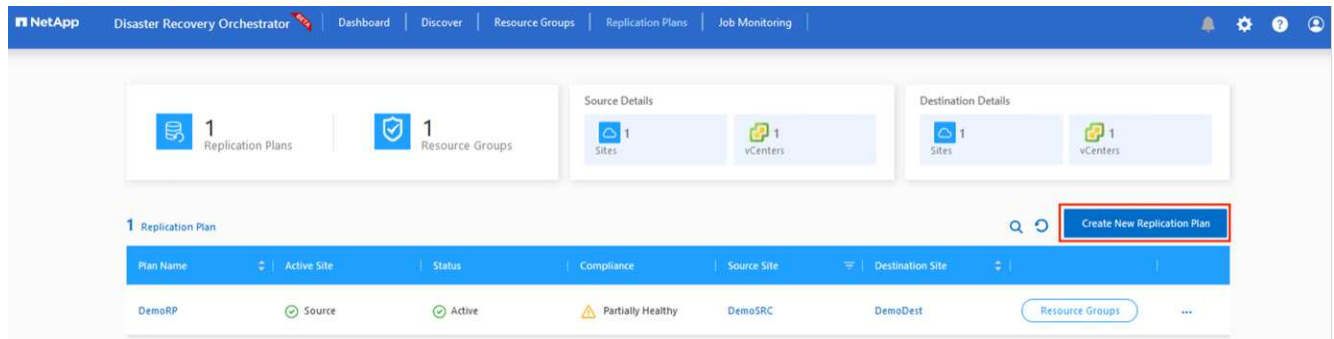 NetApp Disaster Recovery Orchestrator BETA Dashboard Discover Resource Groups Replication Plans Job Monitoring
Source Details Destination Details
1 Replication Plans
1 Resource Groups
1 Sites
1 vCenters
1 Sites
1 vCenters
1 Replication Plan Create New Replication Plan
Plan Name Active Site Status Compliance Source Site Destination Site
DemoRP Source Active Partially Healthy DemoSRC DemoDest Resource Groups ...